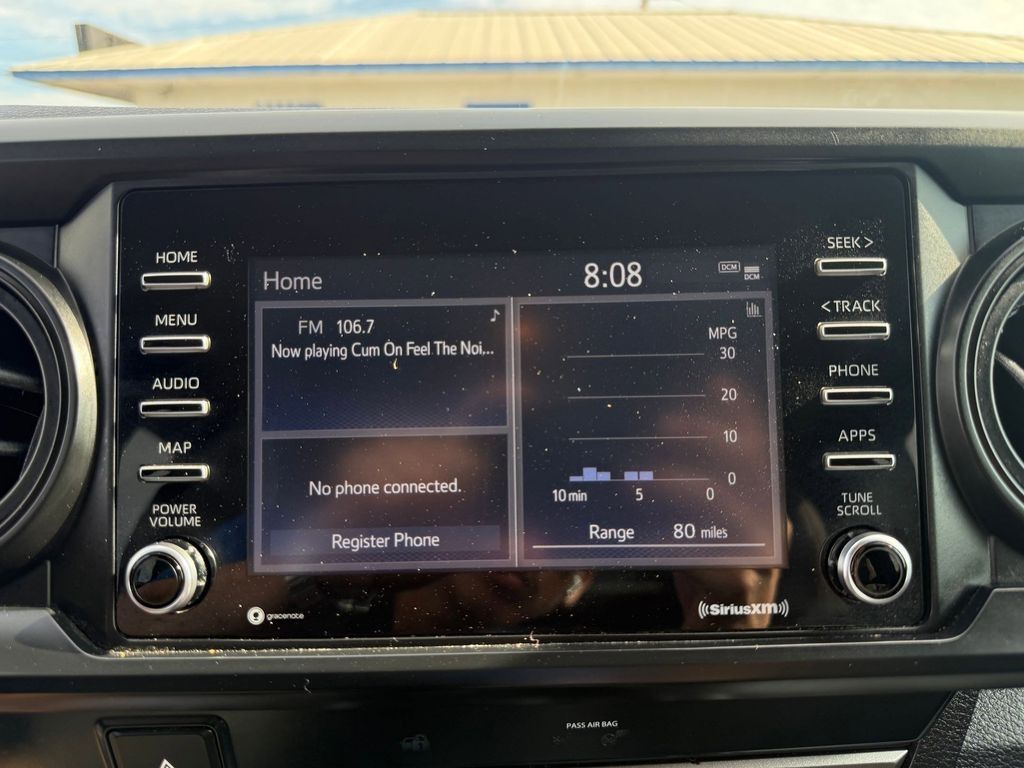 HOME
MENU
AUDIO
MAP
POWER
VOLUME
Home
8:08
DCM
DCM
FM 106.7
Now playing Cum On Feel The Noi...
No phone connected.
Register Phone
MPG
30
20
10
0
10 min 5 0
Range 80 miles
SEEK >
< TRACK
PHONE
APPS
TUNE
SCROLL
gracenote
((SiriusXM))
PASS AIR BAG